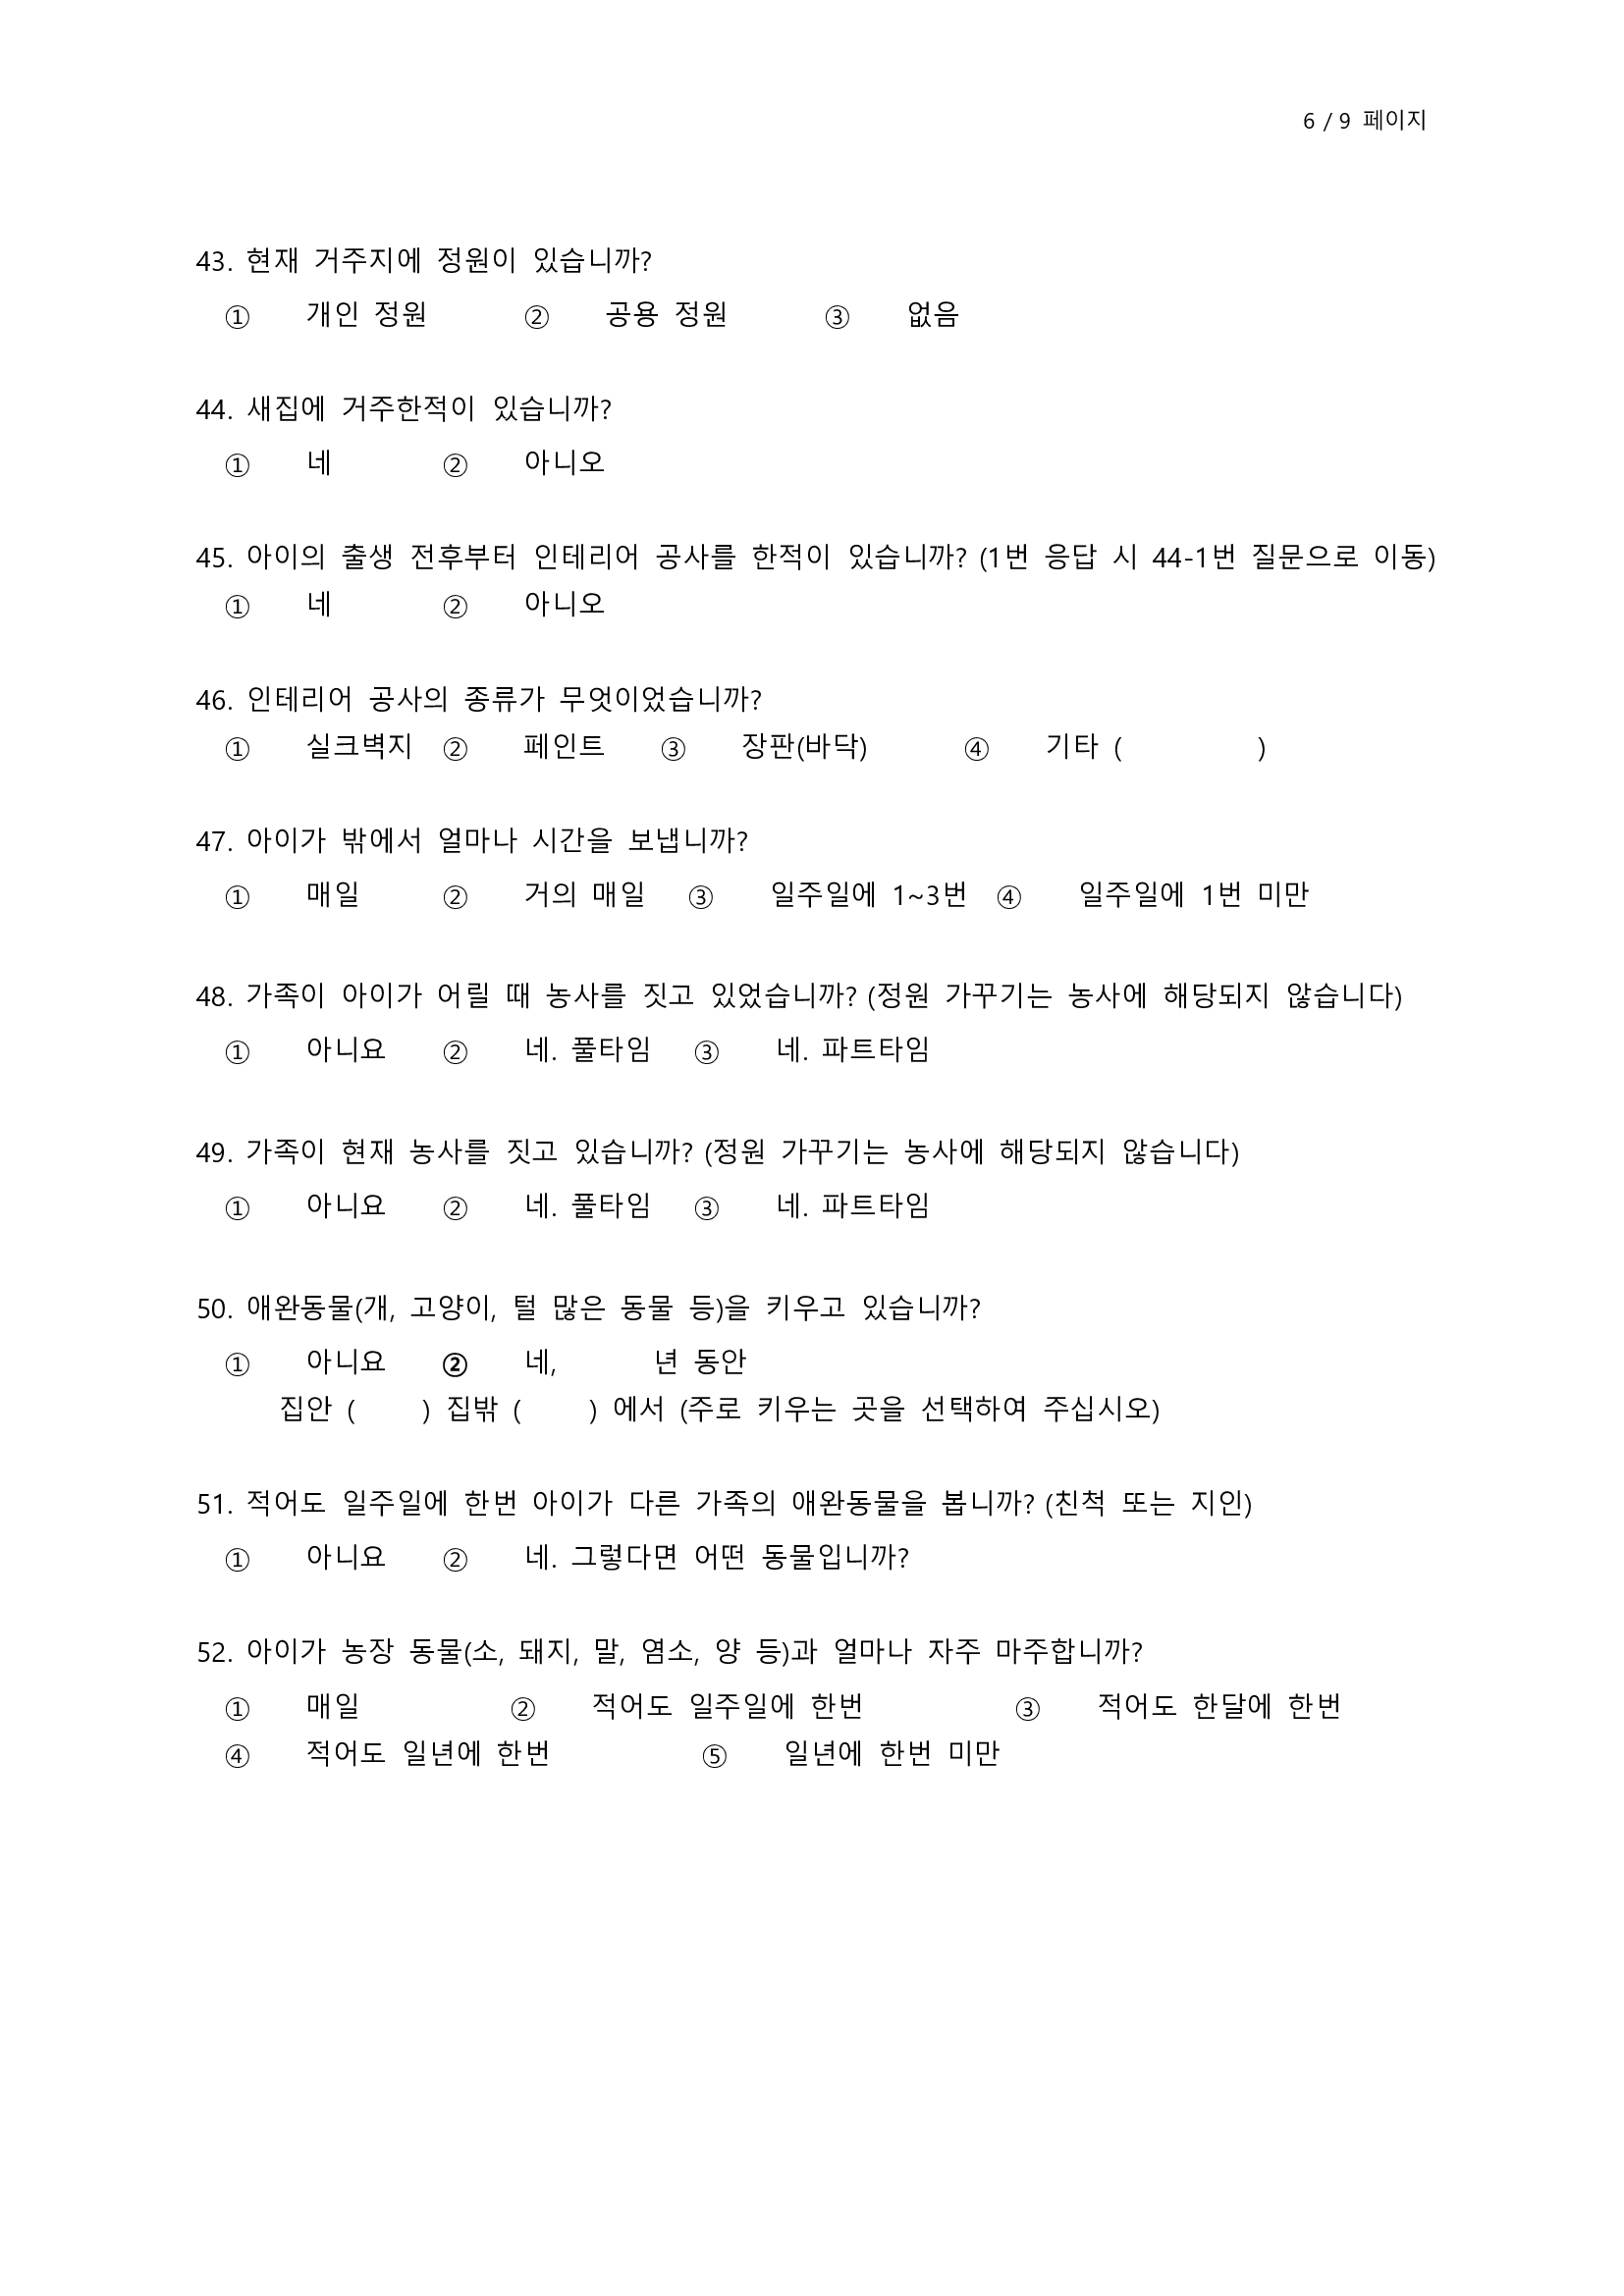 6 / 9 페이지
43. 현재 거주지에 정원이 있습니까?
① 개인 정원 ② 공용 정원 ③ 없음
44. 새집에 거주한적이 있습니까?
① 네 ② 아니오
45. 아이의 출생 전후부터 인테리어 공사를 한적이 있습니까? (1번 응답 시 44-1번 질문으로 이동)
① 네 ② 아니오
46. 인테리어 공사의 종류가 무엇이었습니까?
① 실크벽지 ② 페인트 ③ 장판(바닥) ④ 기타 ( )
47. 아이가 밖에서 얼마나 시간을 보냅니까?
① 매일 ② 거의 매일 ③ 일주일에 1~3번 ④ 일주일에 1번 미만
48. 가족이 아이가 어릴 때 농사를 짓고 있었습니까? (정원 가꾸기는 농사에 해당되지 않습니다)
① 아니요 ② 네. 풀타임 ③ 네. 파트타임
49. 가족이 현재 농사를 짓고 있습니까? (정원 가꾸기는 농사에 해당되지 않습니다)
① 아니요 ② 네. 풀타임 ③ 네. 파트타임
50. 애완동물(개, 고양이, 털 많은 동물 등)을 키우고 있습니까?
① 아니요 ② 네, 년 동안
집안 ( ) 집밖 ( ) 에서 (주로 키우는 곳을 선택하여 주십시오)
51. 적어도 일주일에 한번 아이가 다른 가족의 애완동물을 봅니까? (친척 또는 지인)
① 아니요 ② 네. 그렇다면 어떤 동물입니까?
52. 아이가 농장 동물(소, 돼지, 말, 염소, 양 등)과 얼마나 자주 마주합니까?
① 매일 ② 적어도 일주일에 한번 ③ 적어도 한달에 한번
④ 적어도 일년에 한번 ⑤ 일년에 한번 미만